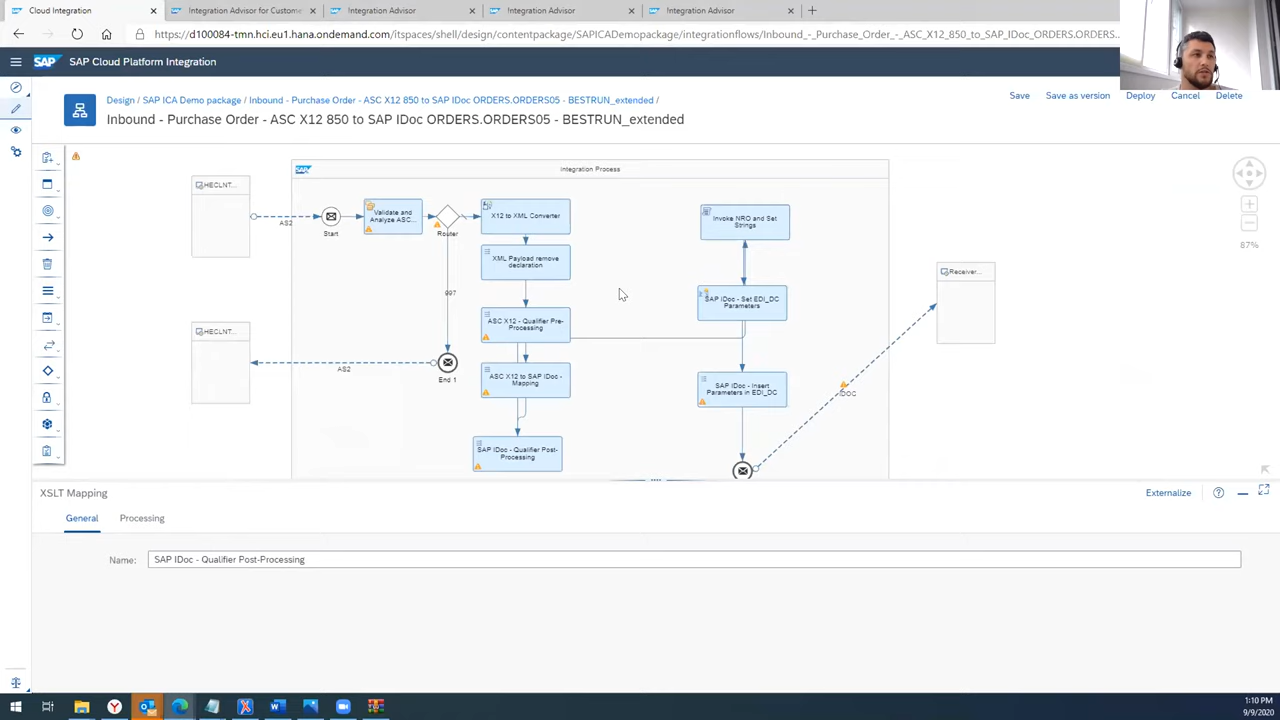 Cloud Integration
Integration Advisor for Custome
Integration Advisor
Integration Advisor
Integration Advisor
https://d100084-tmn.hci.eu1.hana.ondemand.com/itspaces/shell/design/contentpackage/SAPICADemopackage/integrationflows/Inbound_-_Purchase_Order_-_ASC_X12_850_to_SAP_IDoc_ORDERS.ORDERS...
SAP SAP Cloud Platform Integration
Design / SAP ICA Demo package / Inbound - Purchase Order - ASC X12 850 to SAP IDoc ORDERS.ORDERS05 - BESTRUN_extended /
Save
Save as version
Deploy
Cancel
Delete
Inbound - Purchase Order - ASC X12 850 to SAP IDoc ORDERS.ORDERS05 - BESTRUN_extended
SAP
Integration Process
HECLNT...
AS2
Start
Validate and
Analyze ASC...
Router
X12 to XML Converter
XML Payload remove
declaration
ASC X12 - Qualifier Pre-
Processing
ASC X12 to SAP IDoc -
Mapping
SAP IDoc - Qualifier Post-
Processing
997
End 1
HECLNT...
AS2
Invoke NRO and Set
Strings
SAP IDoc - Set EDI_DC
Parameters
SAP IDoc - Insert
Parameters in EDI_DC
Receiver...
IDOC
87%
XSLT Mapping
Externalize
General
Processing
Name:
SAP IDoc - Qualifier Post-Processing
1:10 PM
9/9/2020